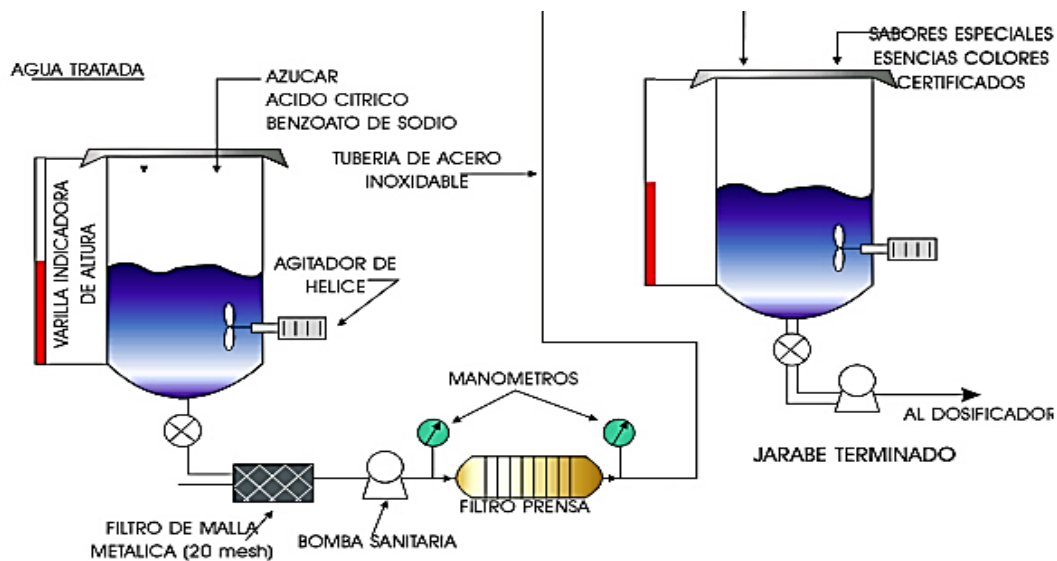 AGUA TRATADA
AZUCAR
ACIDO CITRICO
BENZOATO DE SODIO
VARILLA INDICADORA
DE ALTURA
AGITADOR DE
HELICE
TUBERIA DE ACERO
INOXIDABLE
SABORES ESPECIALES
ESENCIAS COLORES
CERTIFICADOS
MANOMETROS
FILTRO DE MALLA
METALICA (20 mesh)
BOMBA SANITARIA
FILTRO PRENSA
AL DOSIFICADOR
JARABE TERMINADO